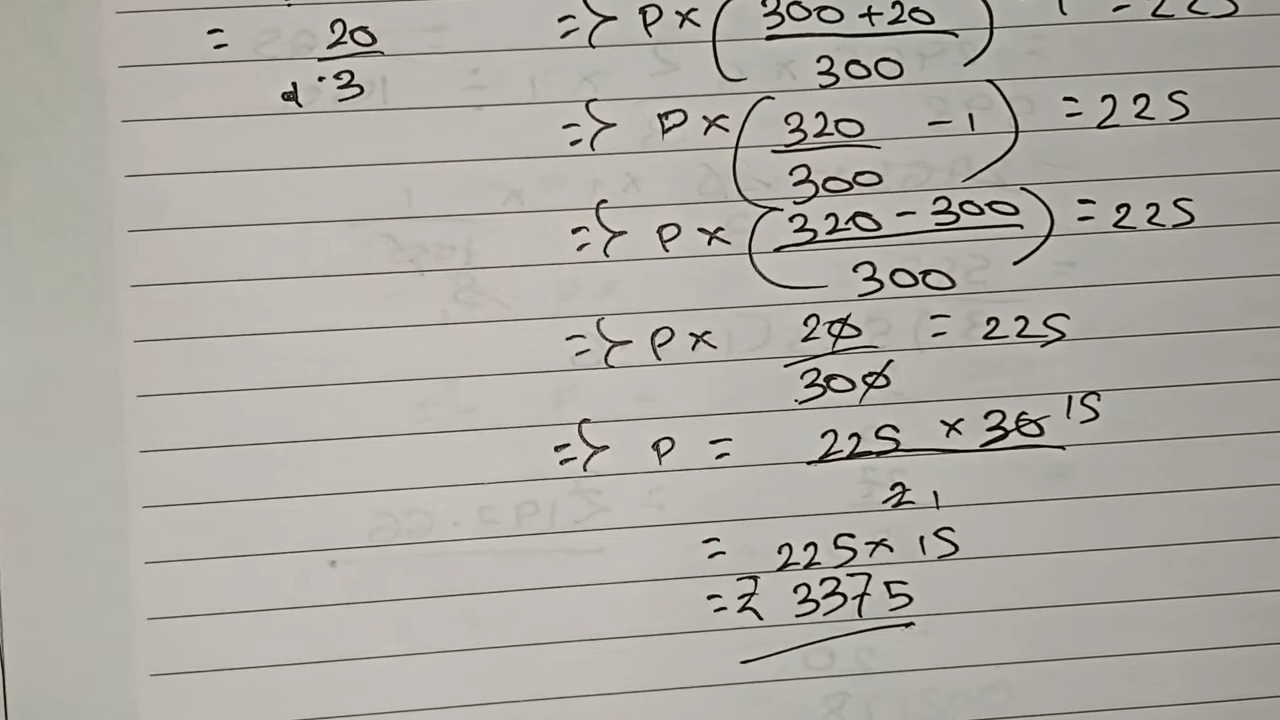 = 20/3
=> P x (300 + 20 / 300) = 225
=> P x (320/300 - 1) = 225
=> P x (320 - 300 / 300) = 225
=> P x 20/300 = 225
=> P = 225 x 30 15 / 2 1
= 225 x 15
= ₹ 3375